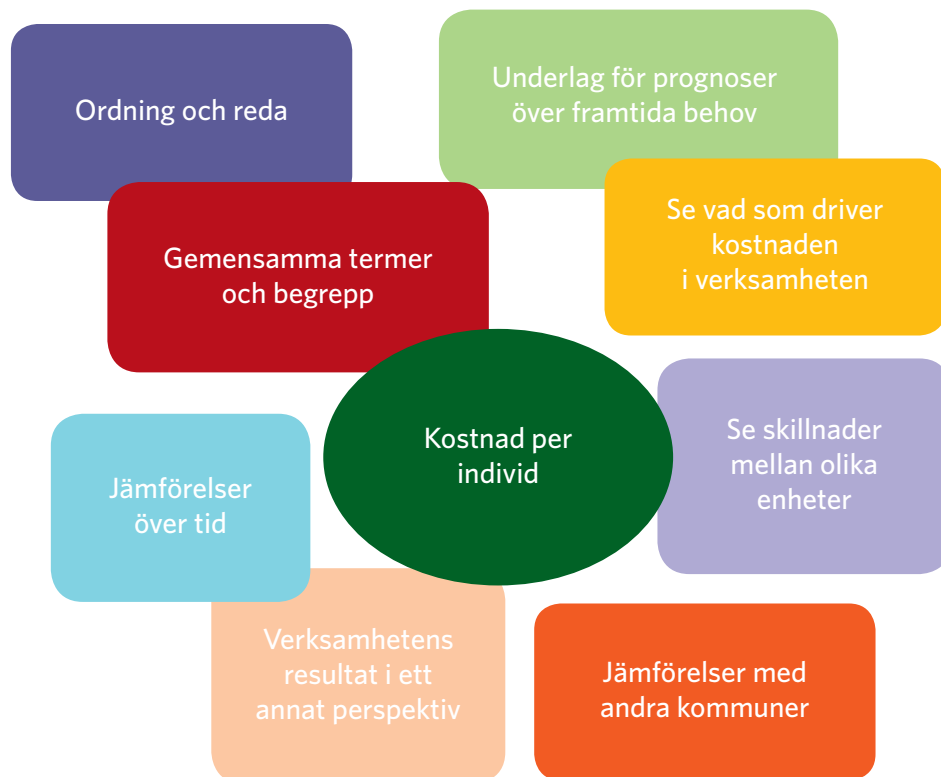 Ordning och reda
Underlag för prognoser
över framtida behov
Gemensamma termer
och begrepp
Se vad som driver
kostnaden
i verksamheten
Kostnad per
individ
Se skillnader
mellan olika
enheter
Jämförelser
över tid
Verksamhetens
resultat i ett
annat perspektiv
Jämförelser med
andra kommuner